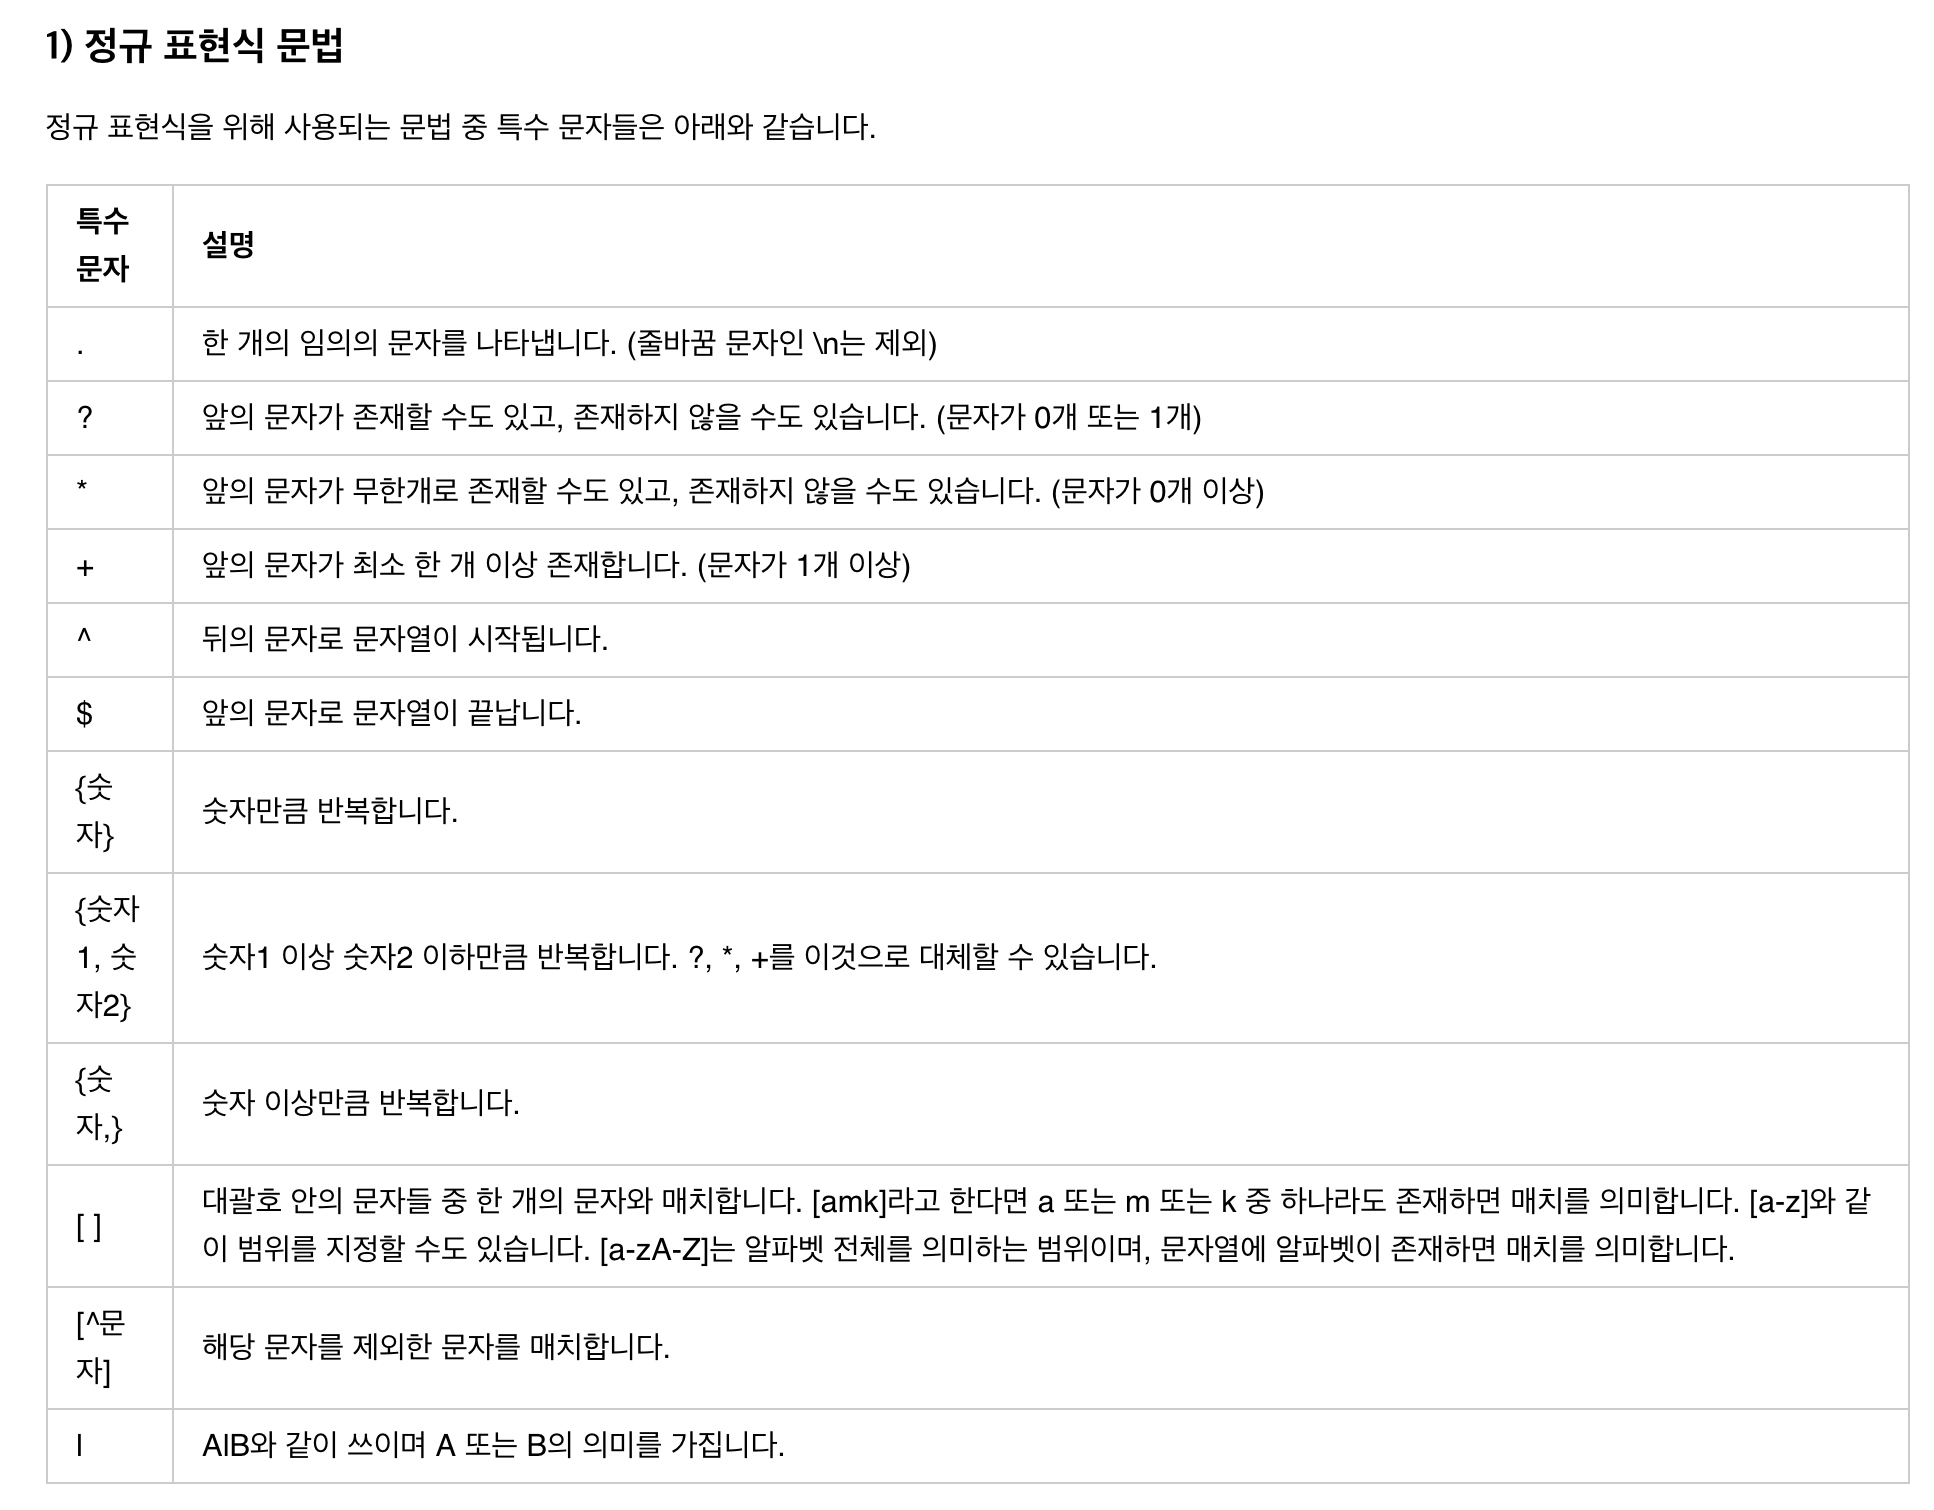 1) 정규 표현식 문법
정규 표현식을 위해 사용되는 문법 중 특수 문자들은 아래와 같습니다.
특수
문자
설명
.
한 개의 임의의 문자를 나타냅니다. (줄바꿈 문자인 \n는 제외)
?
앞의 문자가 존재할 수도 있고, 존재하지 않을 수도 있습니다. (문자가 0개 또는 1개)
*
앞의 문자가 무한개로 존재할 수도 있고, 존재하지 않을 수도 있습니다. (문자가 0개 이상)
+
앞의 문자가 최소 한 개 이상 존재합니다. (문자가 1개 이상)
^
뒤의 문자로 문자열이 시작됩니다.
$
앞의 문자로 문자열이 끝납니다.
{숫
자}
숫자만큼 반복합니다.
{숫자
1, 숫
자2}
숫자1 이상 숫자2 이하만큼 반복합니다. ?, *, +를 이것으로 대체할 수 있습니다.
{숫
자,}
숫자 이상만큼 반복합니다.
[ ]
대괄호 안의 문자들 중 한 개의 문자와 매치합니다. [amk]라고 한다면 a 또는 m 또는 k 중 하나라도 존재하면 매치를 의미합니다. [a-z]와 같
이 범위를 지정할 수도 있습니다. [a-zA-Z]는 알파벳 전체를 의미하는 범위이며, 문자열에 알파벳이 존재하면 매치를 의미합니다.
[^문
자]
해당 문자를 제외한 문자를 매치합니다.
l
AlB와 같이 쓰이며 A 또는 B의 의미를 가집니다.